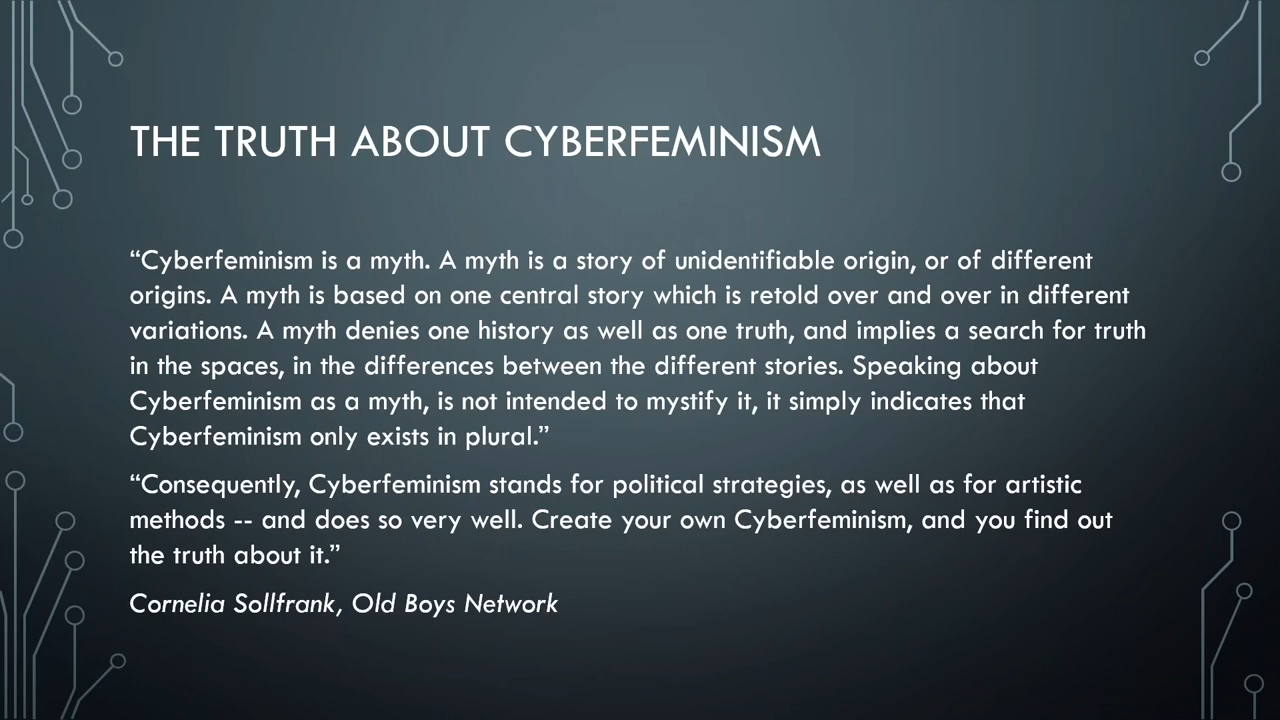 THE TRUTH ABOUT CYBERFEMINISM
“Cyberfeminism is a myth. A myth is a story of unidentifiable origin, or of different
origins. A myth is based on one central story which is retold over and over in different
variations. A myth denies one history as well as one truth, and implies a search for truth
in the spaces, in the differences between the different stories. Speaking about
Cyberfeminism as a myth, is not intended to mystify it, it simply indicates that
Cyberfeminism only exists in plural.”
“Consequently, Cyberfeminism stands for political strategies, as well as for artistic
methods -- and does so very well. Create your own Cyberfeminism, and you find out
the truth about it.”
Cornelia Sollfrank, Old Boys Network